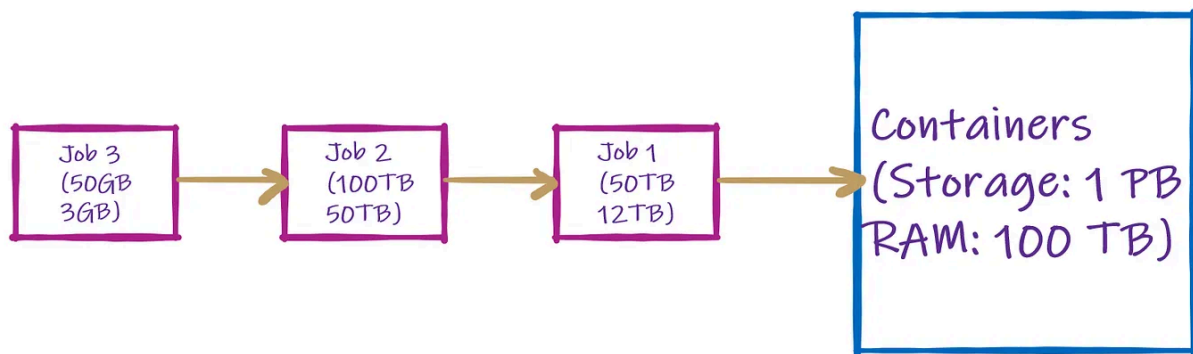 Job 3
(50GB
3GB)
Job 2
(100TB
50TB)
Job 1
(50TB
12TB)
Containers
(Storage: 1 PB
RAM: 100 TB)